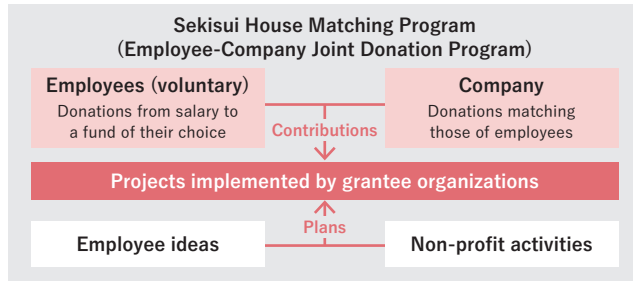 Sekisui House Matching Program
(Employee-Company Joint Donation Program)
Employees (voluntary)
Donations from salary to
a fund of their choice
Company
Donations matching
those of employees
Contributions
Projects implemented by grantee organizations
Plans
Employee ideas
Non-profit activities